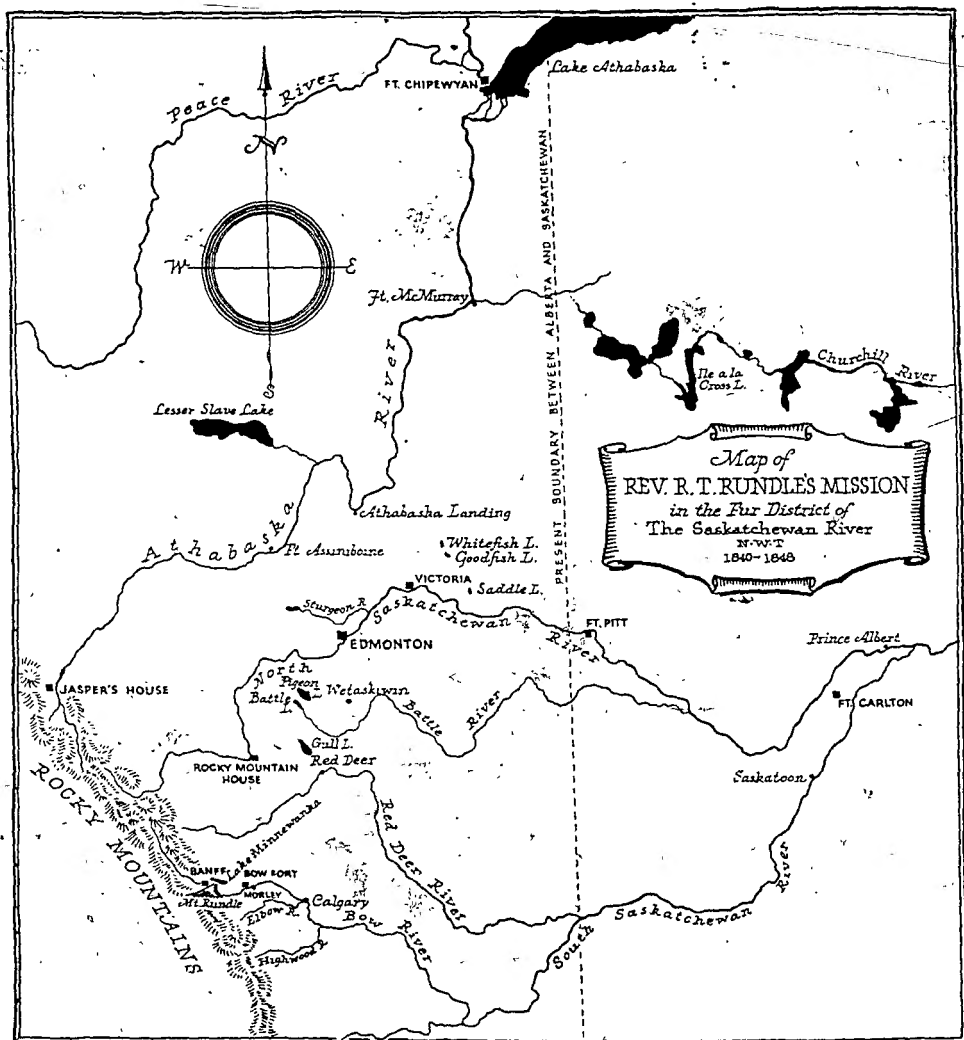 Lake Athabaska
FT. CHIPEWYAN
Peace River
N
W
E
S
PRESENT BOUNDARY BETWEEN ALBERTA AND SASKATCHEWAN
Ft. McMurray
River
Churchill River
Ile a la
Cross L.
Lesser Slave Lake
Map of
REV. R. T. RUNDLE'S MISSION
in the Fur District of
The Saskatchewan River
N·W·T
1840–1848
Athabaska Landing
Athabaska
Ft. Assiniboine
Whitefish L.
Goodfish L.
VICTORIA
Saddle L.
Sturgeon R.
North Saskatchewan River
EDMONTON
FT. PITT
Prince Albert
JASPER'S HOUSE
Pigeon
L.
Battle
L.
Wetaskiwin
Battle River
FT. CARLTON
Gull L.
Red Deer
ROCKY MOUNTAIN
HOUSE
Saskatoon
ROCKY MOUNTAINS
Lake Minnewanka
Red Deer River
BANFF
BOW FORT
MORLEY
Mt. Rundle
Calgary
Elbow R.
Bow River
Highwood R.
South Saskatchewan River